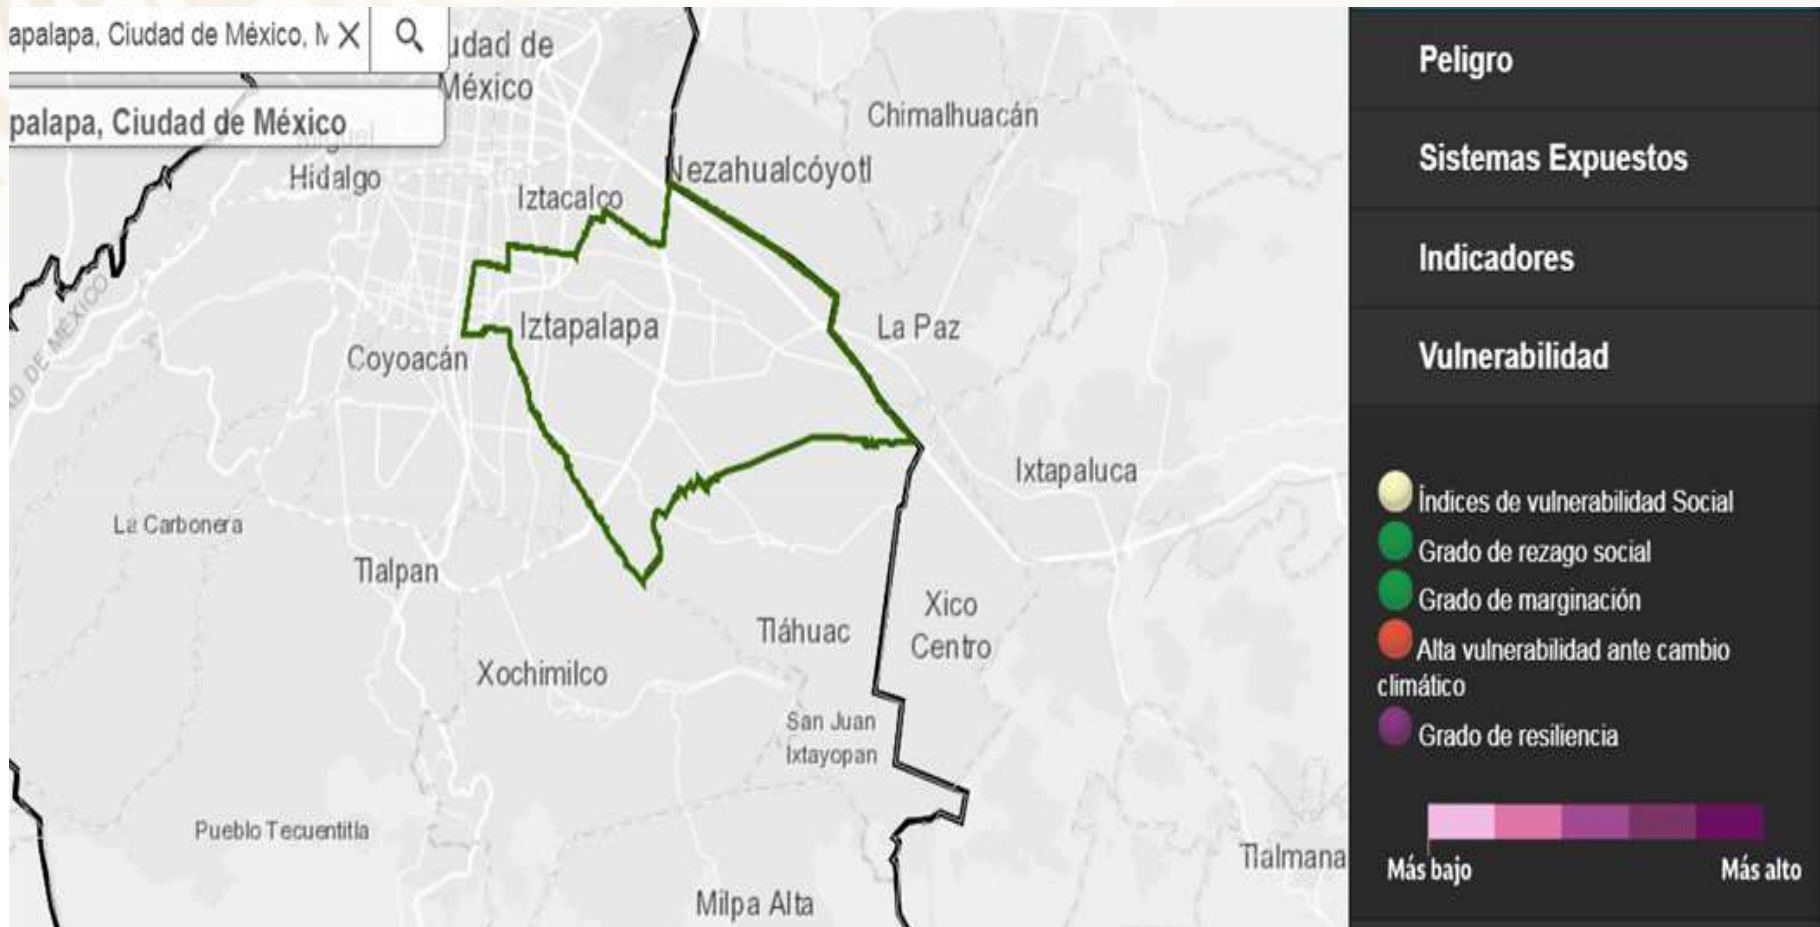 apalapa, Ciudad de México, M
palapa, Ciudad de México
udad de
México
Hidalgo
Chimalhuacán
Nezahualcóyotl
Iztacalco
Iztapalapa
La Paz
Coyoacán
AD DE MÉXICO
Ixtapaluca
La Carbonera
Tlalpan
Xico
Centro
Tláhuac
Xochimilco
San Juan
Ixtayopan
Pueblo Tecuentitla
Tlalmana
Milpa Alta
Peligro
Sistemas Expuestos
Indicadores
Vulnerabilidad
Índices de vulnerabilidad Social
Grado de rezago social
Grado de marginación
Alta vulnerabilidad ante cambio
climático
Grado de resiliencia
Más bajo
Más alto